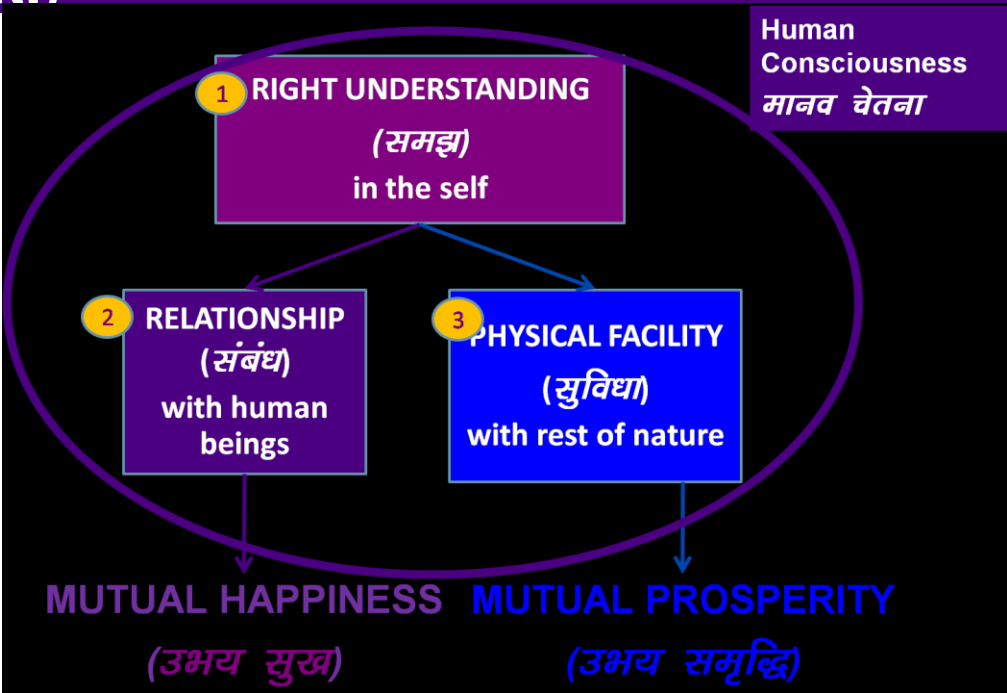 Human
Consciousness
मानव चेतना
1
RIGHT UNDERSTANDING
(समझ)
in the self
2
RELATIONSHIP
(संबंध)
with human
beings
3
PHYSICAL FACILITY
(सुविधा)
with rest of nature
MUTUAL HAPPINESS
(उभय सुख)
MUTUAL PROSPERITY
(उभय समृद्धि)